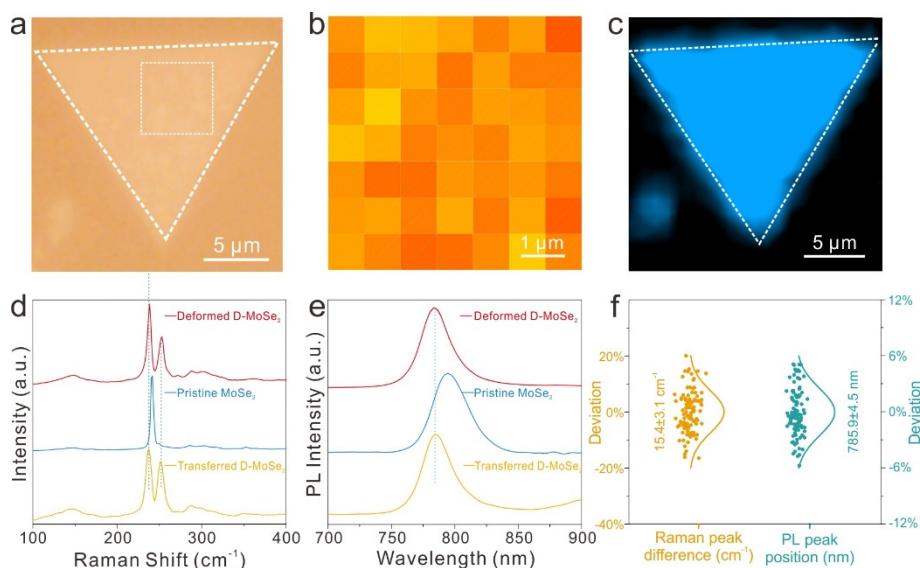 a
b
c
5 μm
1 μm
5 μm
d
Deformed D-MoSe₂
Pristine MoSe₂
Transferred D-MoSe₂
Intensity (a.u.)
100 200 300 400
Raman Shift (cm⁻¹)
e
Deformed D-MoSe₂
Pristine MoSe₂
Transferred D-MoSe₂
PL Intensity (a.u.)
700 750 800 850 900
Wavelength (nm)
f
Deviation
20%
0%
-20%
-40%
15.4±3.1 cm⁻¹
785.9±4.5 nm
12%
6%
0%
-6%
-12%
Deviation
Raman peak
difference (cm⁻¹)
PL peak
position (nm)